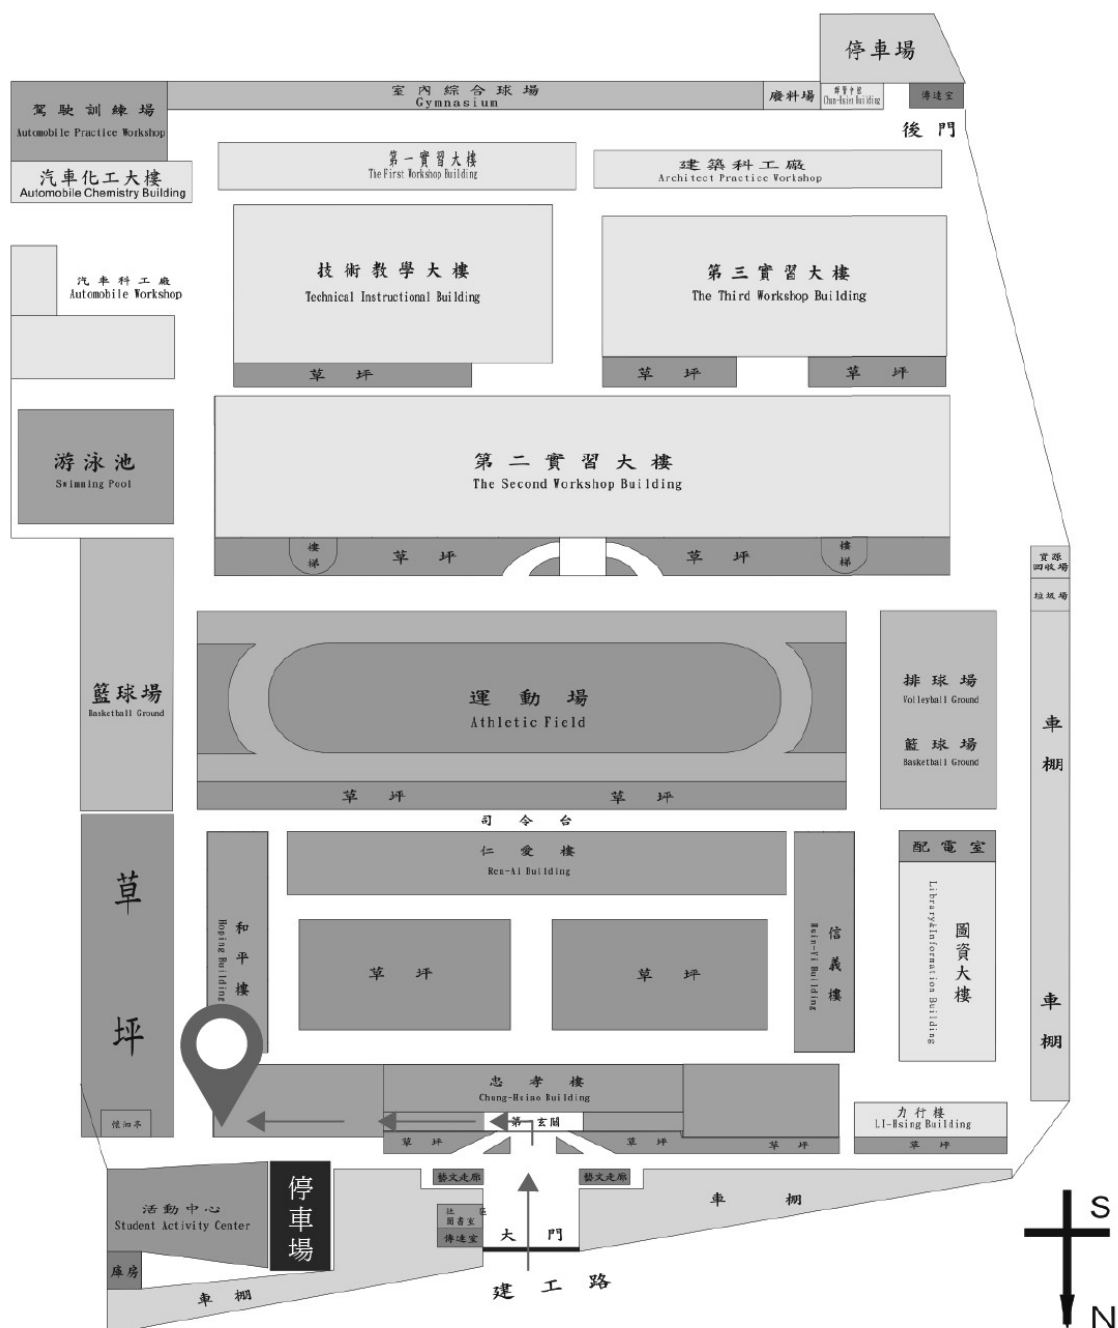 停車場
駕駛訓練場
Automobile Practice Workshop
室內綜合球場
Gymnasium
廢料場
Chun-Hsien Building
傳達室
後門
汽車化工大樓
Automobile Chemistry Building
第一實習大樓
The First Workshop Building
建築科工廠
Architect Practice Workshop
汽車科工廠
Automobile Workshop
技術教學大樓
Technical Instructional Building
第三實習大樓
The Third Workshop Building
草坪
草坪
草坪
游泳池
Swimming Pool
第二實習大樓
The Second Workshop Building
樓梯
草坪
草坪
樓梯
資源
回收場
垃圾場
籃球場
Basketball Ground
運動場
Athletic Field
排球場
Volleyball Ground
籃球場
Basketball Ground
車棚
草坪
草坪
司令台
仁愛樓
Ren-Ai Building
配電室
草坪
和平樓
Hoping Building
草坪
草坪
信義樓
Hsin-Yi Building
圖資大樓
Library&Information Building
車棚
忠孝樓
Chung-Hsiao Building
懷泗亭
第一玄關
草坪
草坪
草坪
力行樓
LI-Hsing Building
草坪
活動中心
Student Activity Center
停車場
藝文走廊
藝文走廊
車棚
社區
圖書室
傳達室
大門
庫房
車棚
建工路
S
N